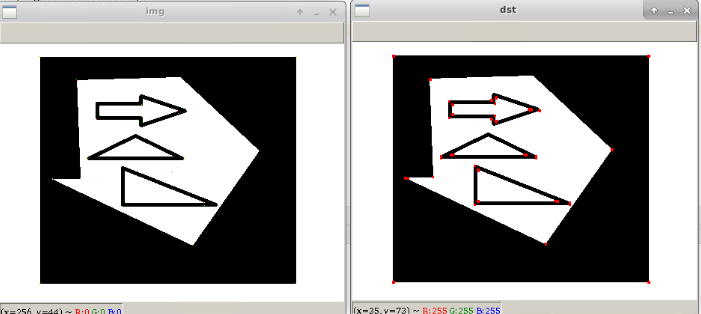 img
dst
(x=256, y=44) ~ R:0 G:0 B:0
(x=35, y=73) ~ R:255 G:255 B:255